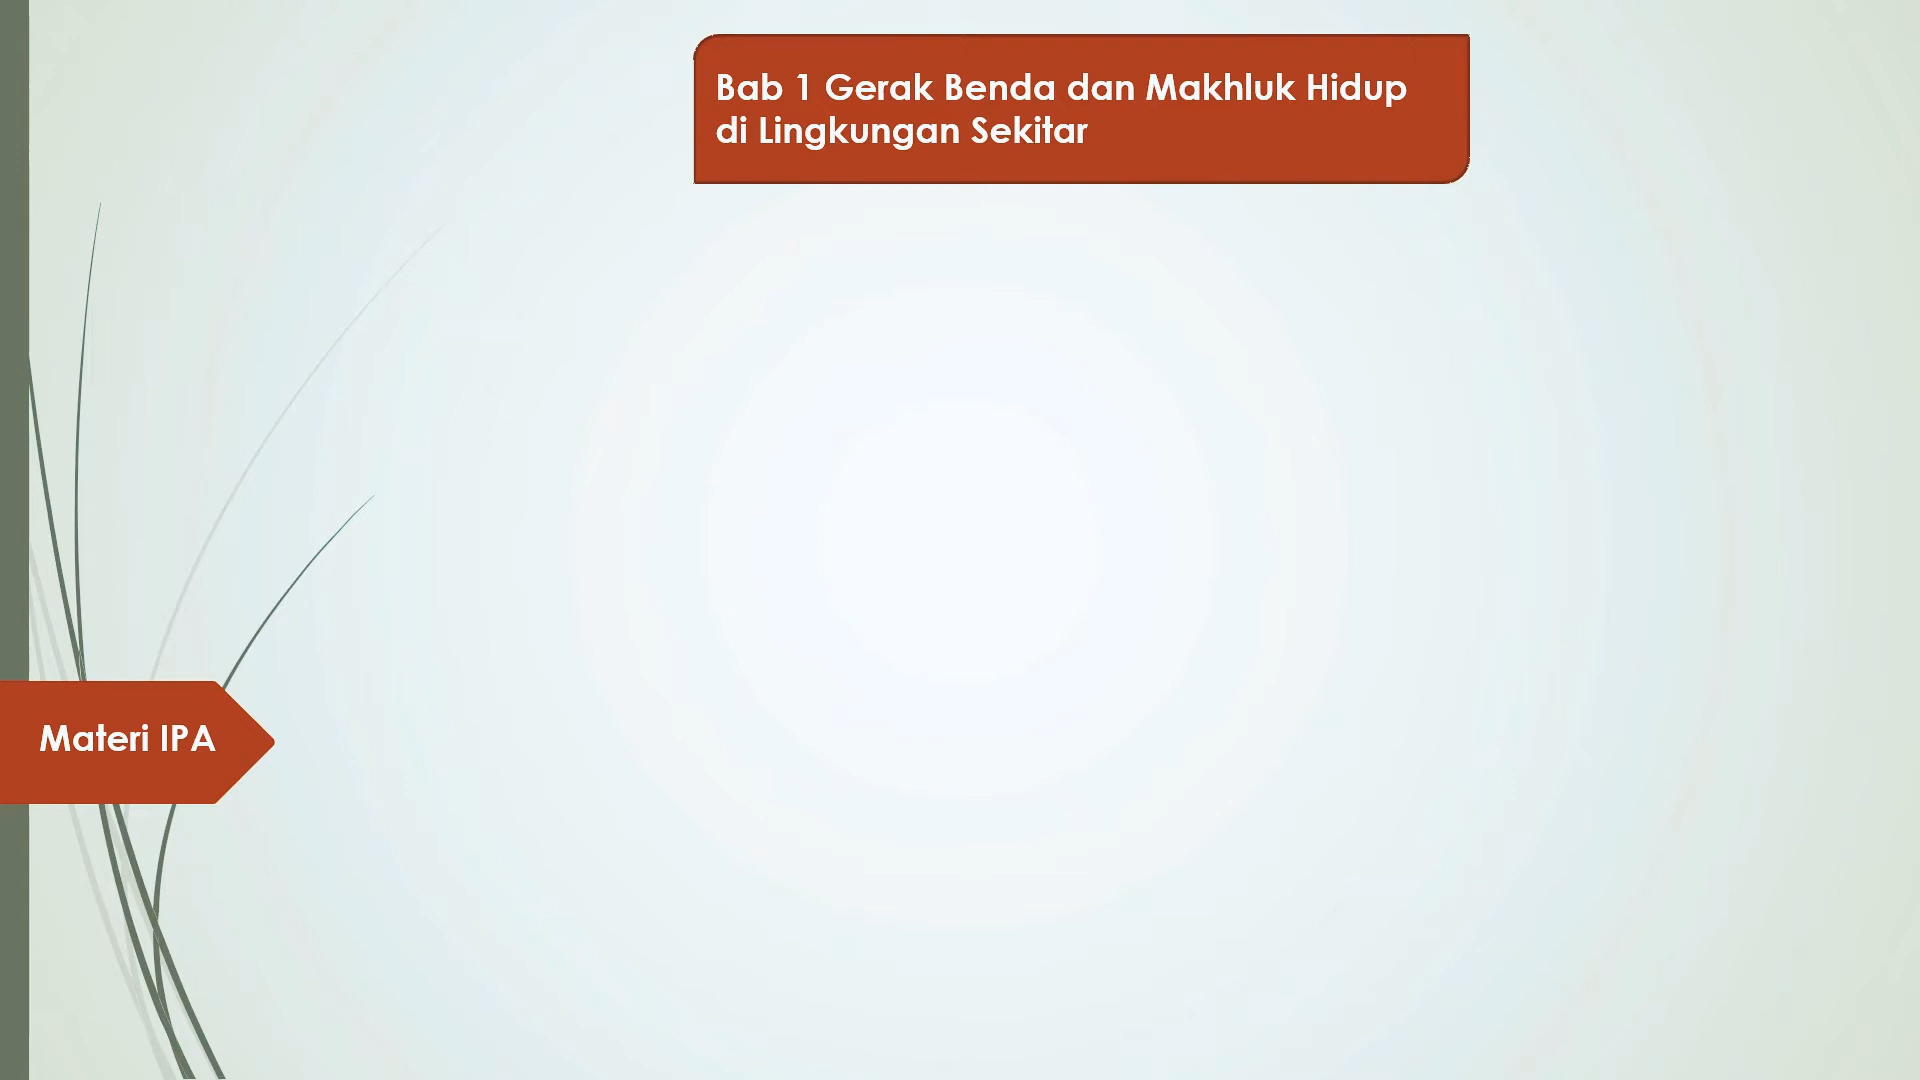 Bab 1 Gerak Benda dan Makhluk Hidup
di Lingkungan Sekitar
Materi IPA